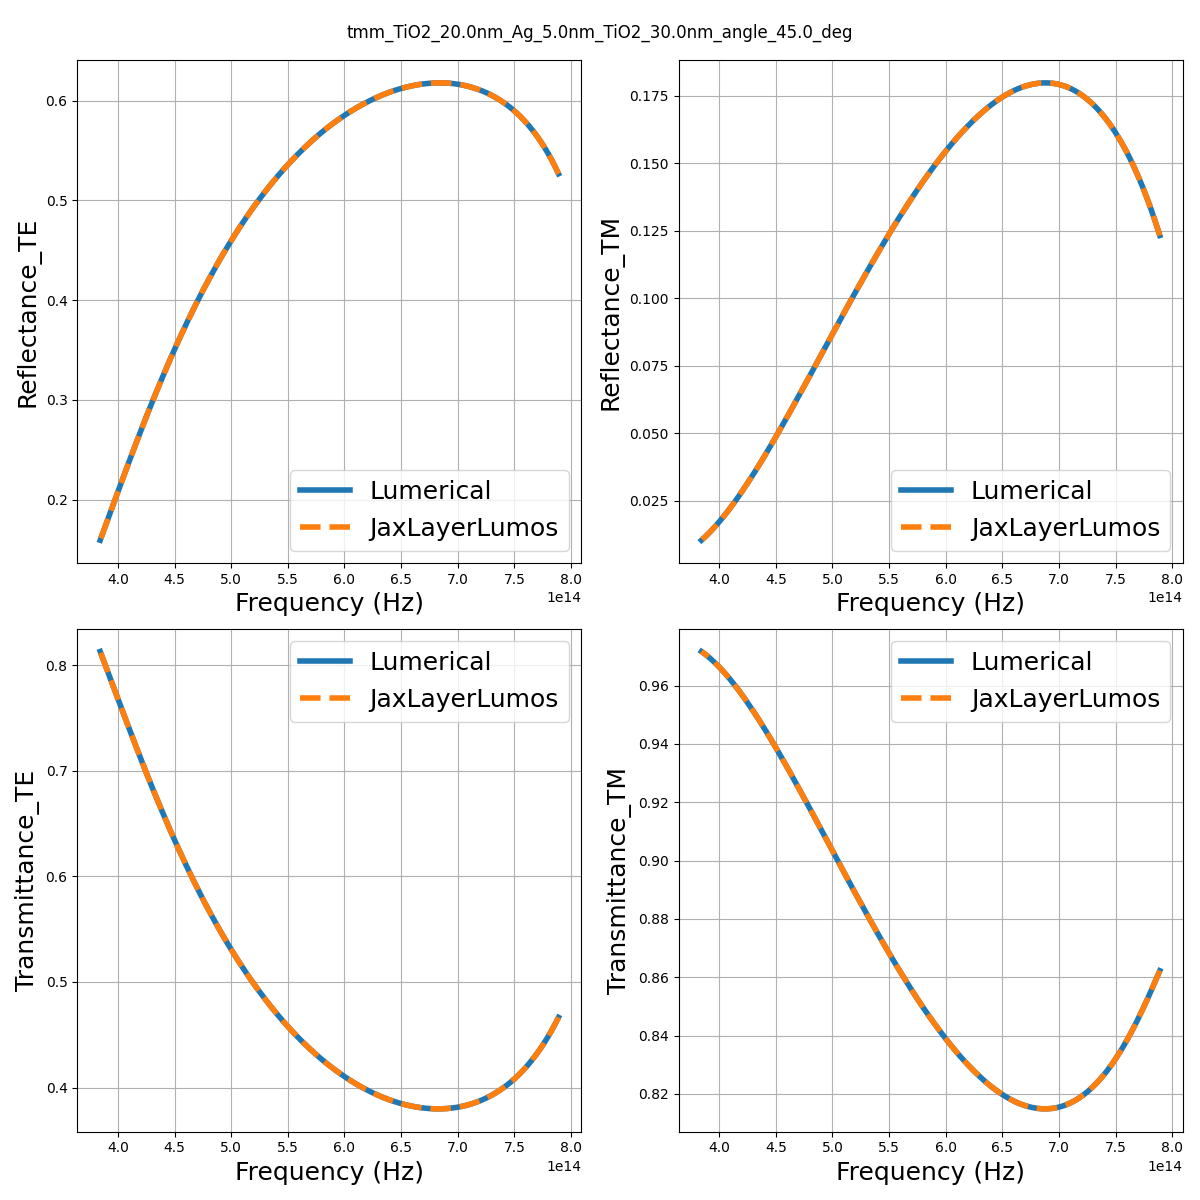 tmm_TiO2_20.0nm_Ag_5.0nm_TiO2_30.0nm_angle_45.0_deg
Reflectance_TE
0.6
0.5
0.4
0.3
0.2
Lumerical
JaxLayerLumos
4.0 4.5 5.0 5.5 6.0 6.5 7.0 7.5 8.0
1e14
Frequency (Hz)
Reflectance_TM
0.175
0.150
0.125
0.100
0.075
0.050
0.025
Lumerical
JaxLayerLumos
4.0 4.5 5.0 5.5 6.0 6.5 7.0 7.5 8.0
1e14
Frequency (Hz)
Transmittance_TE
0.8
0.7
0.6
0.5
0.4
Lumerical
JaxLayerLumos
4.0 4.5 5.0 5.5 6.0 6.5 7.0 7.5 8.0
1e14
Frequency (Hz)
Transmittance_TM
0.96
0.94
0.92
0.90
0.88
0.86
0.84
0.82
Lumerical
JaxLayerLumos
4.0 4.5 5.0 5.5 6.0 6.5 7.0 7.5 8.0
1e14
Frequency (Hz)